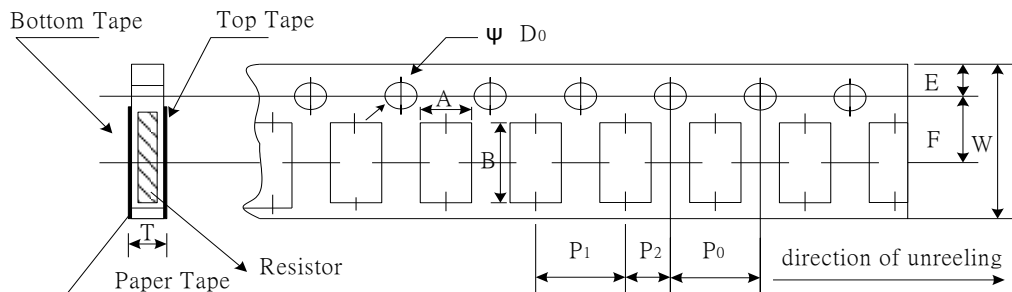 Bottom Tape
Top Tape
Ψ D0
E
A
F
W
B
T
P1
P2
P0
Resistor
direction of unreeling
Paper Tape